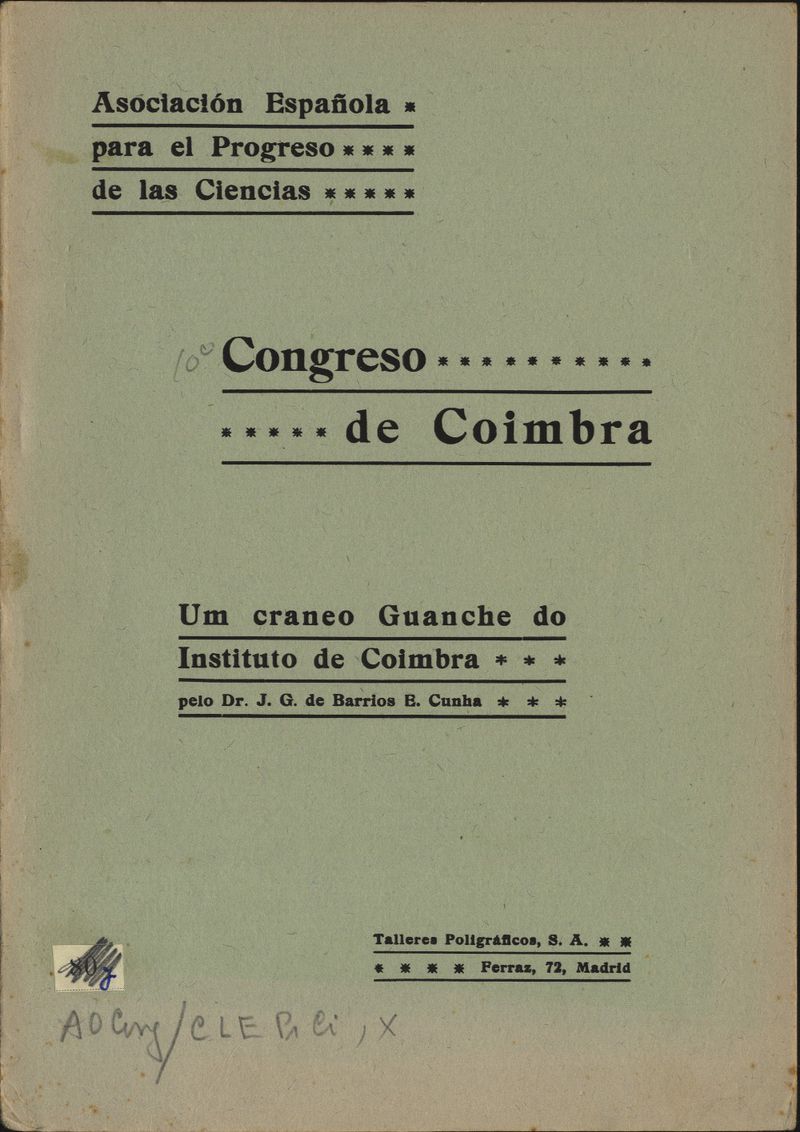 Asociación Española *
para el Progreso * * * *
de las Ciencias * * * * *
10º Congreso * * * * * * * * * *
* * * * * de Coimbra
Um craneo Guanche do
Instituto de Coimbra * * *
pelo Dr. J. G. de Barrios E. Cunha * * *
Talleres Poligráficos, S. A. * *
* * * * Ferraz, 72, Madrid